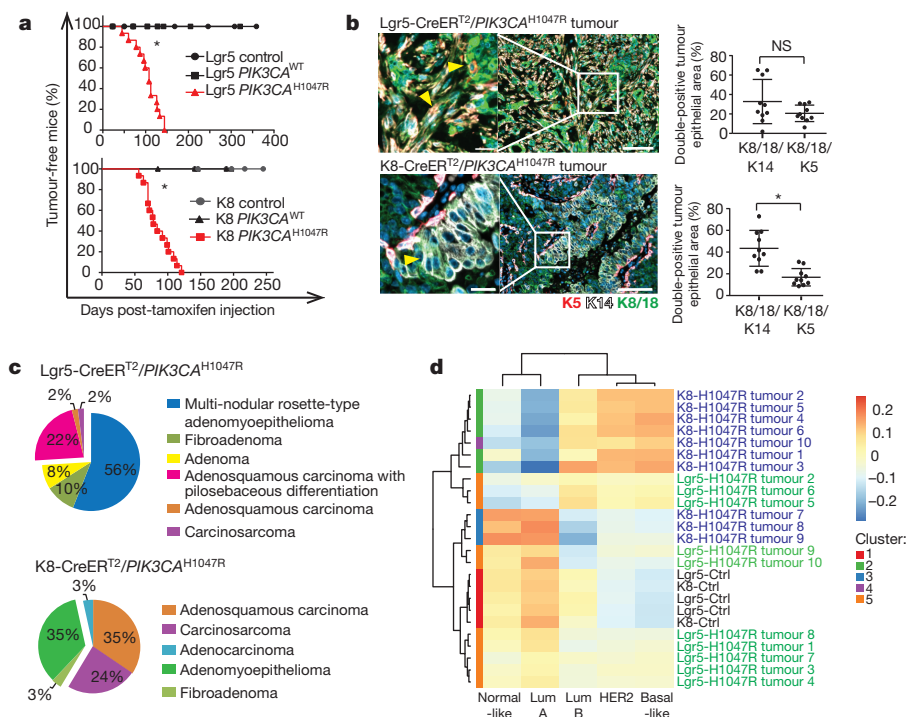 a
Tumour-free mice (%)
100
80
60
40
20
0
*
Lgr5 control
Lgr5 PIK3CAWT
Lgr5 PIK3CAH1047R
0 100 200 300 400
100
80
60
40
20
0
*
K8 control
K8 PIK3CAWT
K8 PIK3CAH1047R
0 50 100 150 200 250
Days post-tamoxifen injection
b
Lgr5-CreERT2/PIK3CAH1047R tumour
K8-CreERT2/PIK3CAH1047R tumour
K5 K14 K8/18
Double-positive tumour
epithelial area (%)
NS
80
60
40
20
0
K8/18/ K8/18/
K14 K5
Double-positive tumour
epithelial area (%)
*
80
60
40
20
0
K8/18/ K8/18/
K14 K5
c
Lgr5-CreERT2/PIK3CAH1047R
2% 2%
22%
8%
10%
56%
Multi-nodular rosette-type
adenomyoepithelioma
Fibroadenoma
Adenoma
Adenosquamous carcinoma with
pilosebaceous differentiation
Adenosquamous carcinoma
Carcinosarcoma
K8-CreERT2/PIK3CAH1047R
3%
35% 35%
24%
3%
Adenosquamous carcinoma
Carcinosarcoma
Adenocarcinoma
Adenomyoepithelioma
Fibroadenoma
d
K8-H1047R tumour 2
K8-H1047R tumour 5
K8-H1047R tumour 4
K8-H1047R tumour 6
K8-H1047R tumour 10
K8-H1047R tumour 1
K8-H1047R tumour 3
Lgr5-H1047R tumour 2
Lgr5-H1047R tumour 6
Lgr5-H1047R tumour 5
K8-H1047R tumour 7
K8-H1047R tumour 8
K8-H1047R tumour 9
Lgr5-H1047R tumour 9
Lgr5-H1047R tumour 10
Lgr5-Ctrl
K8-Ctrl
Lgr5-Ctrl
Lgr5-Ctrl
K8-Ctrl
Lgr5-H1047R tumour 8
Lgr5-H1047R tumour 1
Lgr5-H1047R tumour 7
Lgr5-H1047R tumour 3
Lgr5-H1047R tumour 4
Normal Lum Lum HER2 Basal-
-like A B like
0.2
0.1
0
−0.1
−0.2
Cluster:
1
2
3
4
5